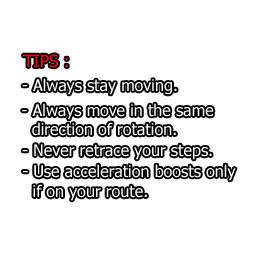 TIPS :
- Always stay moving.
- Always move in the same
direction of rotation.
- Never retrace your steps.
- Use acceleration boosts only
if on your route.